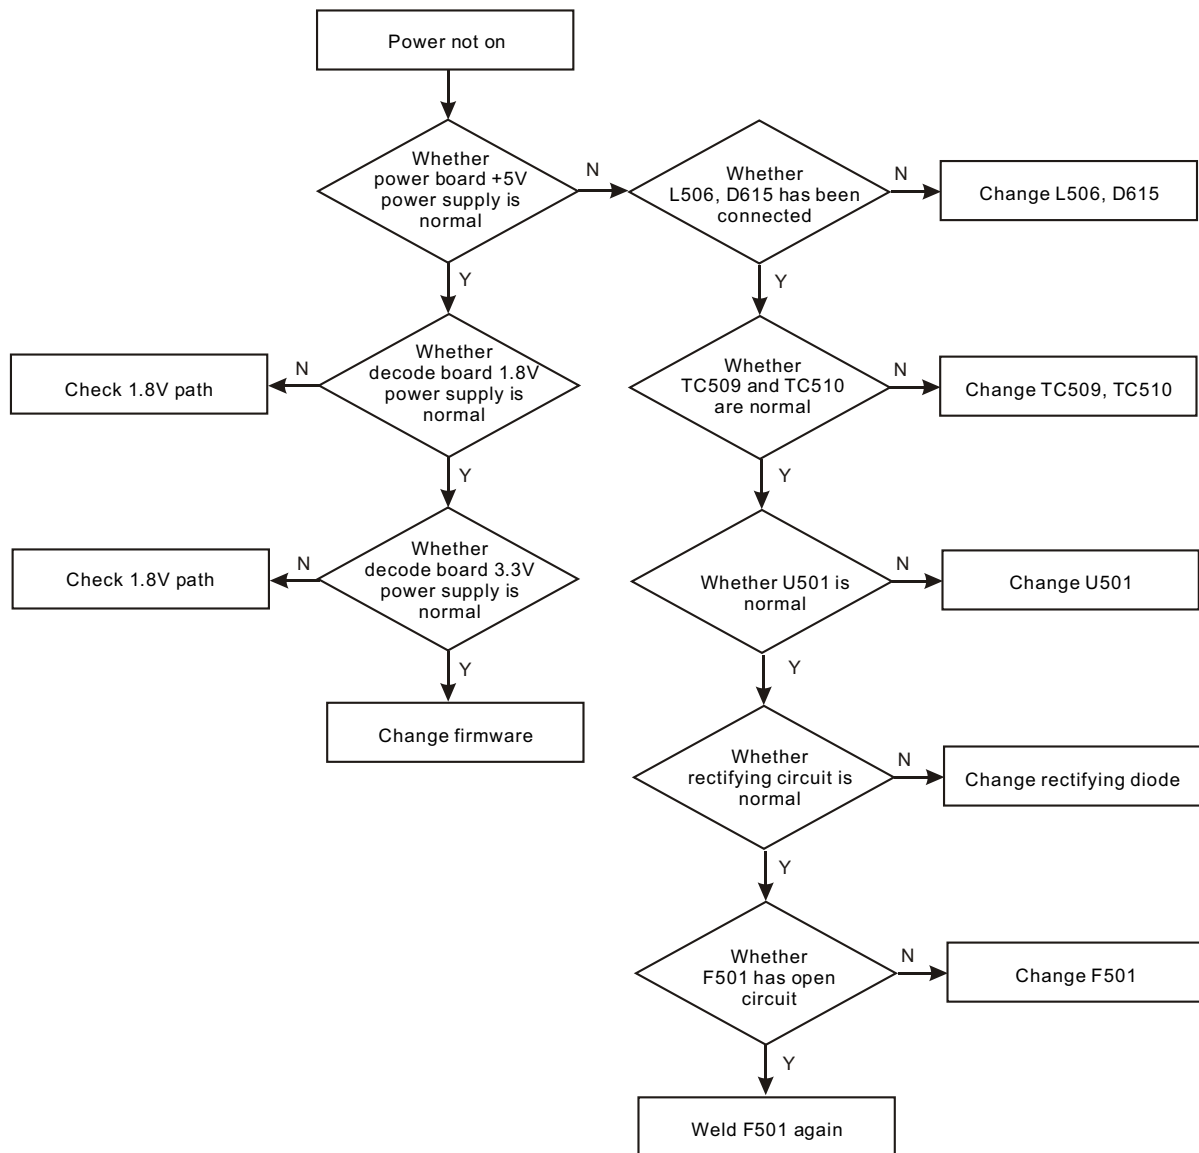 Power not on
Whether
power board +5V
power supply is
normal
N
Whether
L506, D615 has been
connected
N
Change L506, D615
Y
Y
Check 1.8V path
N
Whether
decode board 1.8V
power supply is
normal
Whether
TC509 and TC510
are normal
N
Change TC509, TC510
Y
Y
Check 1.8V path
N
Whether
decode board 3.3V
power supply is
normal
Whether U501 is
normal
N
Change U501
Y
Y
Change firmware
Whether
rectifying circuit is
normal
N
Change rectifying diode
Y
Whether
F501 has open
circuit
N
Change F501
Y
Weld F501 again